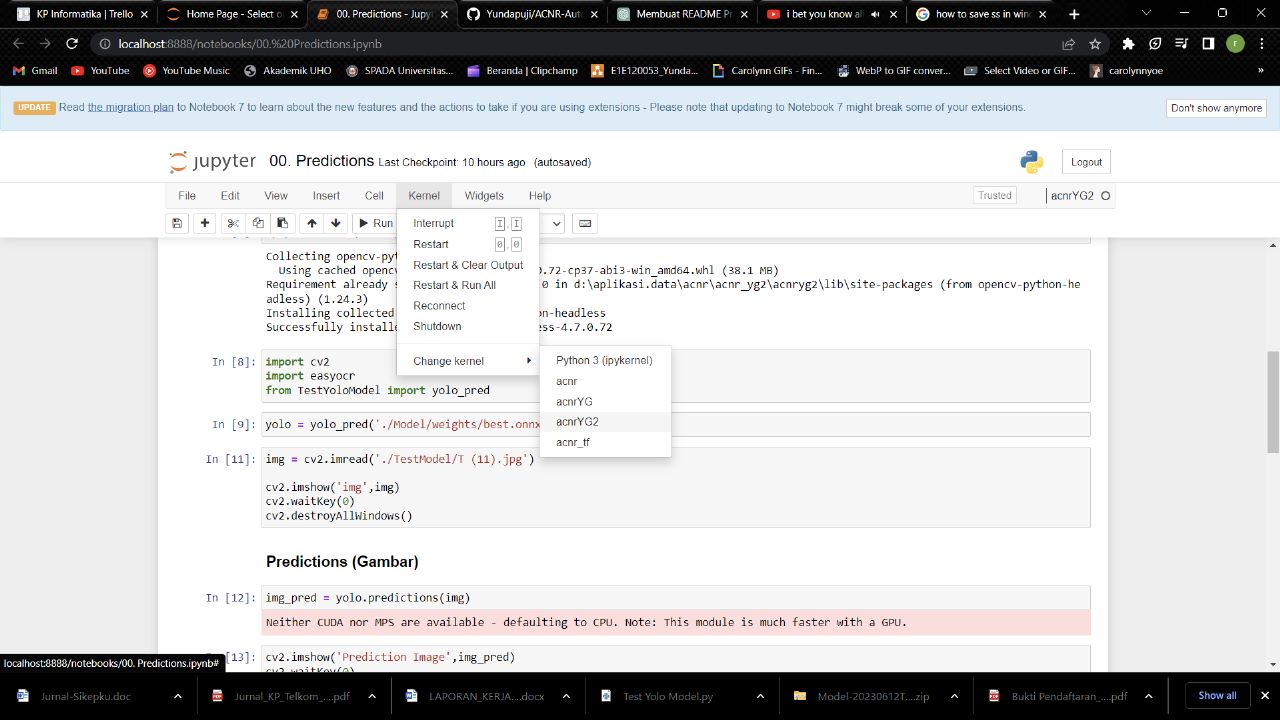 KP Informatika | Trello
Home Page - Select o
00. Predictions - Jupyt
Yundapuji/ACNR-Auto
Membuat README Pr
i bet you know all
how to save ss in wind
localhost:8888/notebooks/00.%20Predictions.ipynb
r
Gmail
YouTube
YouTube Music
Akademik UHO
SPADA Universitas...
Beranda | Clipchamp
E1E120053_Yunda...
Carolynn GIFs - Fin...
WebP to GIF conver...
Select Video or GIF...
carolynnyoe
»
UPDATE Read the migration plan to Notebook 7 to learn about the new features and the actions to take if you are using extensions - Please note that updating to Notebook 7 might break some of your extensions.
Don't show anymore
jupyter 00. Predictions Last Checkpoint: 10 hours ago (autosaved)
Logout
File Edit View Insert Cell Kernel Widgets Help
Trusted
acnrYG2
Run
Interrupt I,I
Restart 0,0
Restart & Clear Output
Restart & Run All
Reconnect
Shutdown
Change kernel
Python 3 (ipykernel)
acnr
acnrYG
acnrYG2
acnr_tf
Collecting opencv-pyt
Using cached opencv 0.72-cp37-abi3-win_amd64.whl (38.1 MB)
Requirement already s 0 in d:\aplikasi.data\acnr\acnr_yg2\acnryg2\lib\site-packages (from opencv-python-he
adless) (1.24.3)
Installing collected on-headless
Successfully installe ess-4.7.0.72
In [8]: import cv2
import easyocr
from TestYoloModel import yolo_pred
In [9]: yolo = yolo_pred('./Model/weights/best.onnx
In [11]: img = cv2.imread('./TestModel/T (11).jpg')
cv2.imshow('img',img)
cv2.waitKey(0)
cv2.destroyAllWindows()
Predictions (Gambar)
In [12]: img_pred = yolo.predictions(img)
Neither CUDA nor MPS are available - defaulting to CPU. Note: This module is much faster with a GPU.
[13]: cv2.imshow('Prediction Image',img_pred)
cv2.waitKey(0)
localhost:8888/notebooks/00. Predictions.ipynb#
Jurnal-Sikepku.doc
Jurnal_KP_Telkom_....pdf
LAPORAN_KERJA....docx
Test Yolo Model.py
Model-20230612T....zip
Bukti Pendaftaran_....pdf
Show all